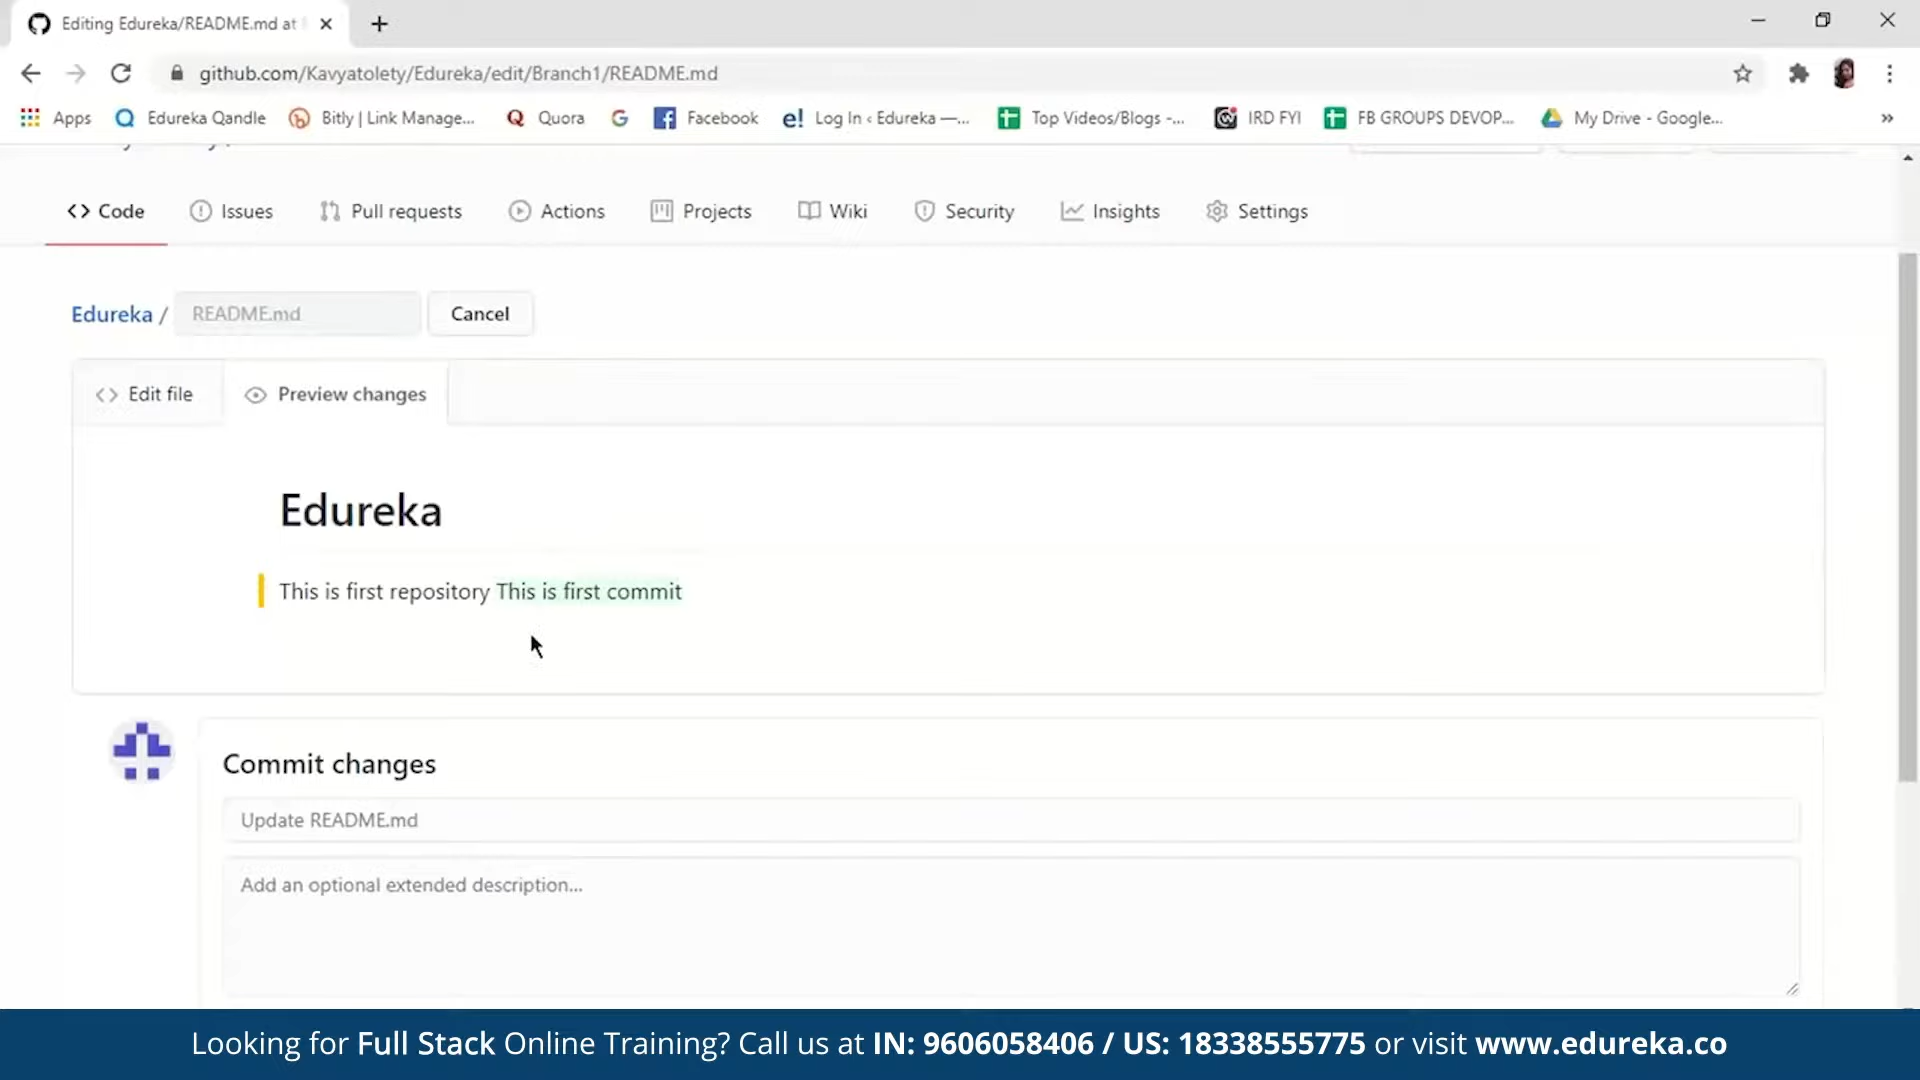 Editing Edureka/README.md at
github.com/Kavyatolety/Edureka/edit/Branch1/README.md
Apps Edureka Qandle Bitly | Link Manage... Quora Facebook Log In ‹ Edureka —... Top Videos/Blogs -... IRD FYI FB GROUPS DEVOP... My Drive - Google... »
Code Issues Pull requests Actions Projects Wiki Security Insights Settings
Edureka / README.md Cancel
<> Edit file Preview changes
Edureka
This is first repository This is first commit
Commit changes
Update README.md
Add an optional extended description...
Looking for Full Stack Online Training? Call us at IN: 9606058406 / US: 18338555775 or visit www.edureka.co